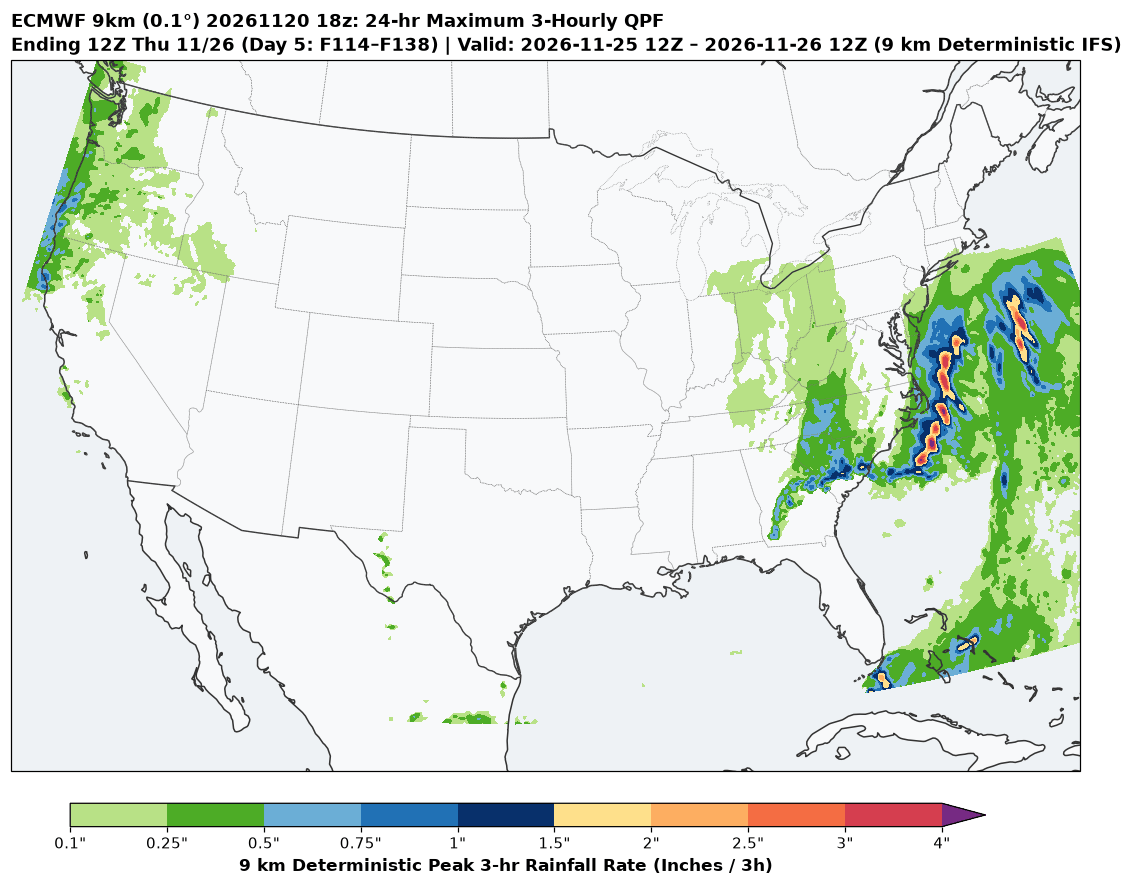 ECMWF 9km (0.1°) 20261120 18z: 24-hr Maximum 3-Hourly QPF
Ending 12Z Thu 11/26 (Day 5: F114–F138) | Valid: 2026-11-25 12Z – 2026-11-26 12Z (9 km Deterministic IFS)
0.1" 0.25" 0.5" 0.75" 1" 1.5" 2" 2.5" 3" 4"
9 km Deterministic Peak 3-hr Rainfall Rate (Inches / 3h)